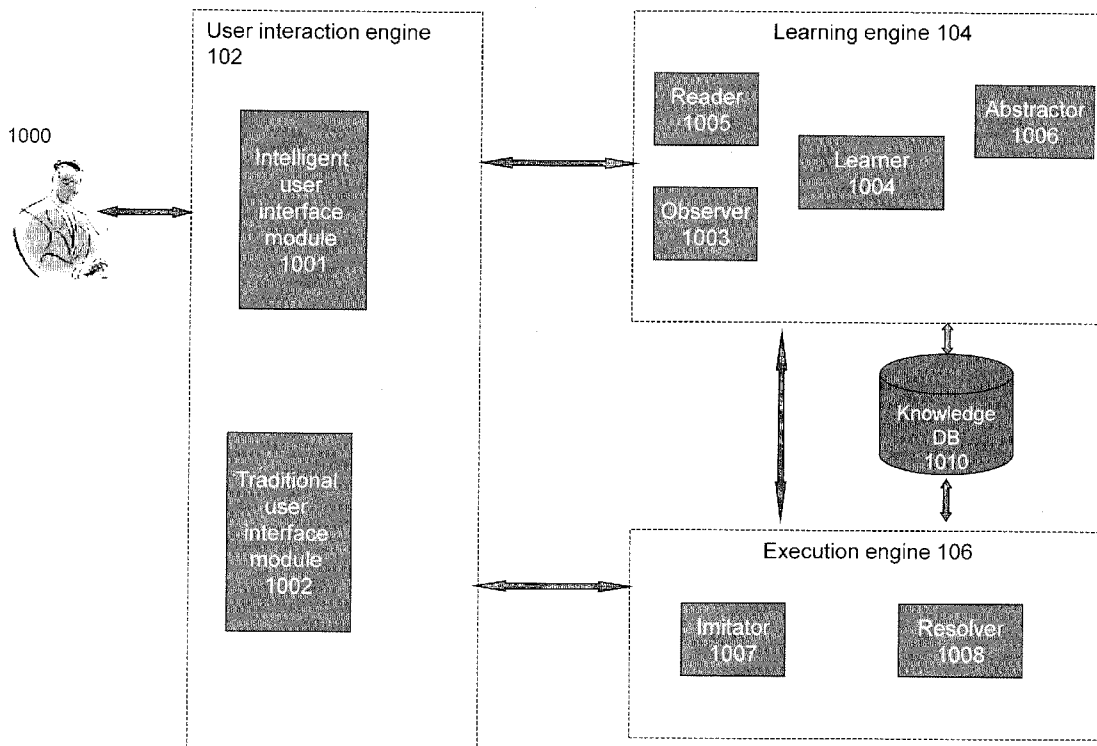 1000
User interaction engine
102
Intelligent
user
interface
module
1001
Traditional
user
interface
module
1002
Learning engine 104
Reader
1005
Observer
1003
Learner
1004
Abstractor
1006
Knowledge
DB
1010
Execution engine 106
Imitator
1007
Resolver
1008